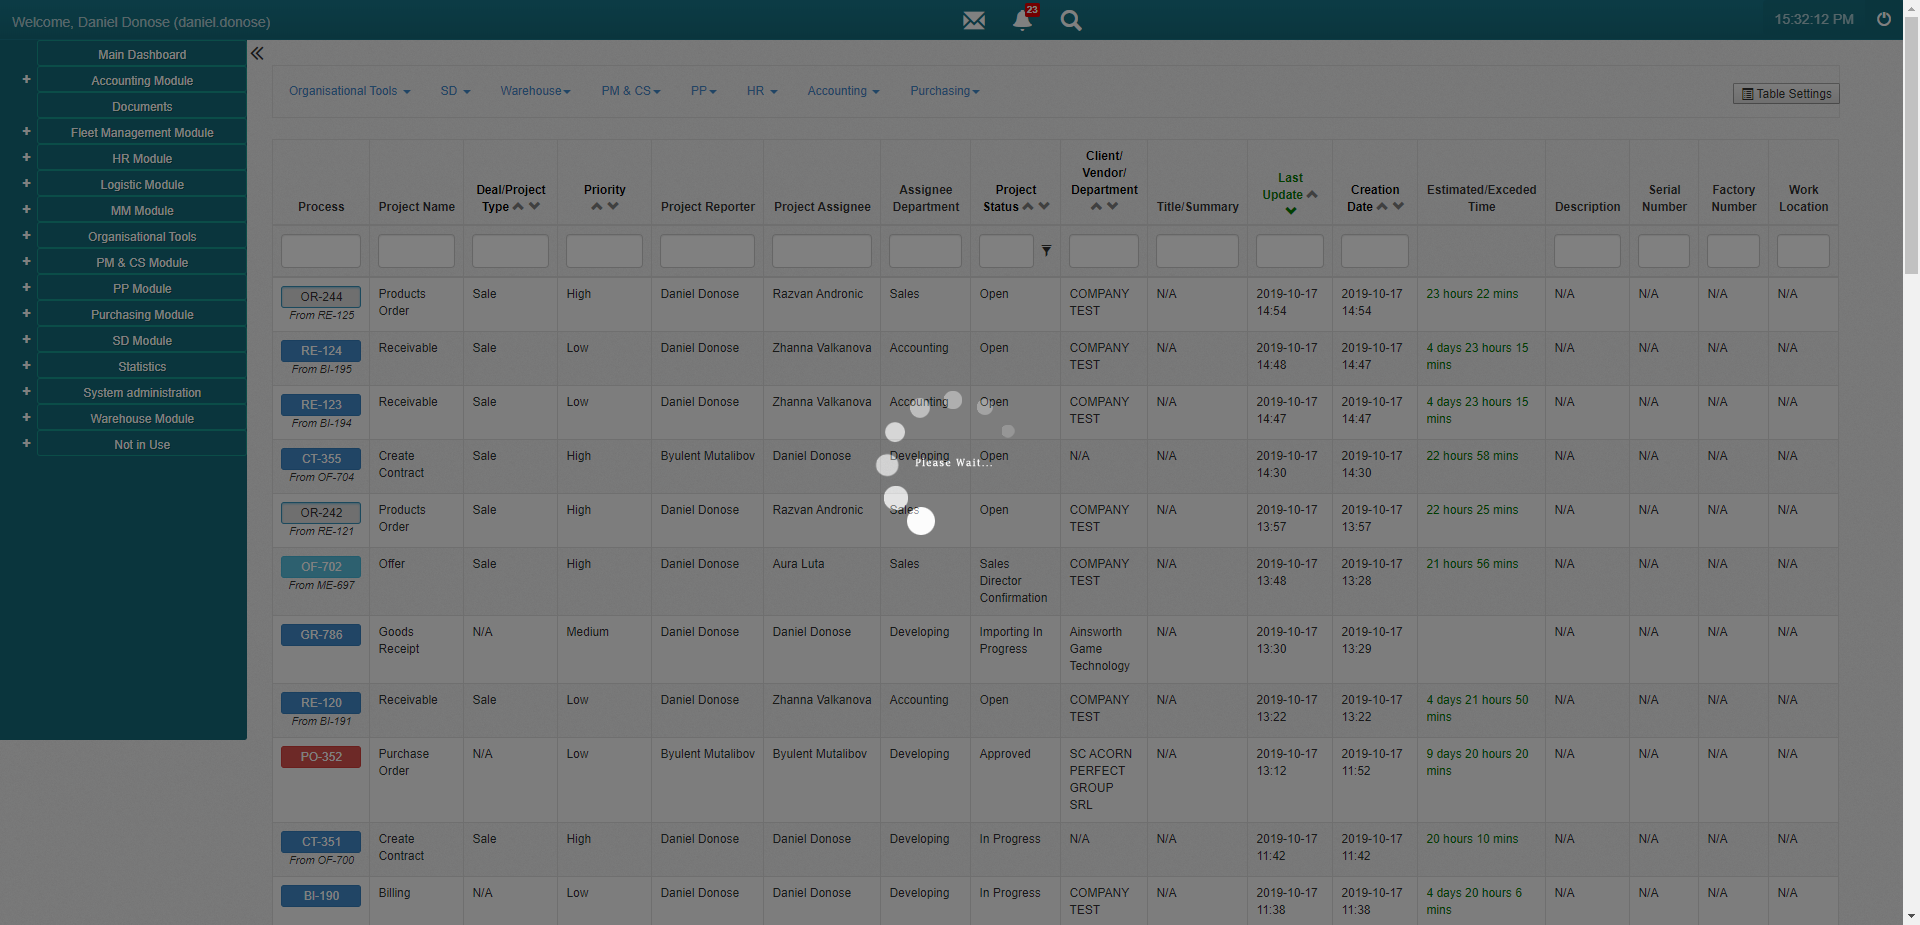 Welcome, Daniel Donose (daniel.donose)
23
15:32:12 PM
Main Dashboard
Accounting Module
Documents
Fleet Management Module
HR Module
Logistic Module
MM Module
Organisational Tools
PM & CS Module
PP Module
Purchasing Module
SD Module
Statistics
System administration
Warehouse Module
Not in Use
Organisational Tools SD Warehouse PM & CS PP HR Accounting Purchasing
Table Settings
Process
Project Name
Deal/Project
Type
Priority
Project Reporter
Project Assignee
Assignee
Department
Project
Status
Client/
Vendor/
Department
Title/Summary
Last
Update
Creation
Date
Estimated/Exceded
Time
Description
Serial
Number
Factory
Number
Work
Location
OR-244
From RE-125
Products
Order
Sale
High
Daniel Donose
Razvan Andronic
Sales
Open
COMPANY
TEST
N/A
2019-10-17
14:54
2019-10-17
14:54
23 hours 22 mins
N/A
N/A
N/A
N/A
RE-124
From BI-195
Receivable
Sale
Low
Daniel Donose
Zhanna Valkanova
Accounting
Open
COMPANY
TEST
N/A
2019-10-17
14:48
2019-10-17
14:47
4 days 23 hours 15
mins
N/A
N/A
N/A
N/A
RE-123
From BI-194
Receivable
Sale
Low
Daniel Donose
Zhanna Valkanova
Accounting
Open
COMPANY
TEST
N/A
2019-10-17
14:47
2019-10-17
14:47
4 days 23 hours 15
mins
N/A
N/A
N/A
N/A
CT-355
From OF-704
Create
Contract
Sale
High
Byulent Mutalibov
Daniel Donose
Developing
Open
N/A
N/A
2019-10-17
14:30
2019-10-17
14:30
22 hours 58 mins
N/A
N/A
N/A
N/A
Please Wait...
OR-242
From RE-121
Products
Order
Sale
High
Daniel Donose
Razvan Andronic
Sales
Open
COMPANY
TEST
N/A
2019-10-17
13:57
2019-10-17
13:57
22 hours 25 mins
N/A
N/A
N/A
N/A
OF-702
From ME-697
Offer
Sale
High
Daniel Donose
Aura Luta
Sales
Sales
Director
Confirmation
COMPANY
TEST
N/A
2019-10-17
13:48
2019-10-17
13:28
21 hours 56 mins
N/A
N/A
N/A
N/A
GR-786
Goods
Receipt
N/A
Medium
Daniel Donose
Daniel Donose
Developing
Importing In
Progress
Ainsworth
Game
Technology
N/A
2019-10-17
13:30
2019-10-17
13:29
N/A
N/A
N/A
N/A
RE-120
From BI-191
Receivable
Sale
Low
Daniel Donose
Zhanna Valkanova
Accounting
Open
COMPANY
TEST
N/A
2019-10-17
13:22
2019-10-17
13:22
4 days 21 hours 50
mins
N/A
N/A
N/A
N/A
PO-352
Purchase
Order
N/A
Low
Byulent Mutalibov
Byulent Mutalibov
Developing
Approved
SC ACORN
PERFECT
GROUP
SRL
N/A
2019-10-17
13:12
2019-10-17
11:52
9 days 20 hours 20
mins
N/A
N/A
N/A
N/A
CT-351
From OF-700
Create
Contract
Sale
High
Daniel Donose
Daniel Donose
Developing
In Progress
N/A
N/A
2019-10-17
11:42
2019-10-17
11:42
20 hours 10 mins
N/A
N/A
N/A
N/A
BI-190
Billing
N/A
Low
Daniel Donose
Daniel Donose
Developing
In Progress
COMPANY
TEST
N/A
2019-10-17
11:38
2019-10-17
11:38
4 days 20 hours 6
mins
N/A
N/A
N/A
N/A